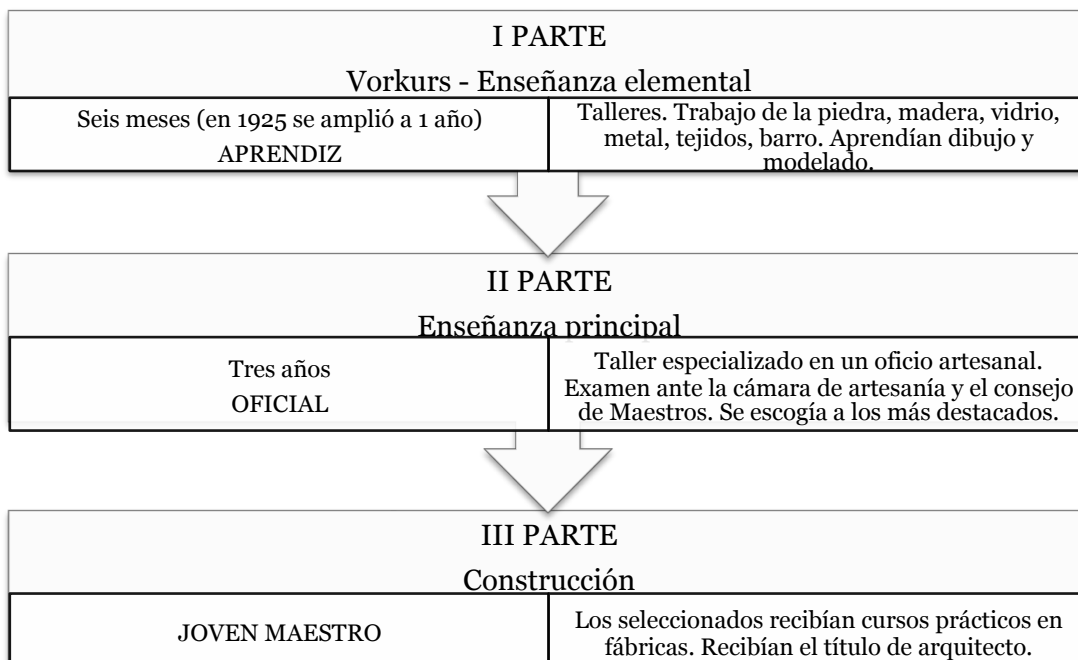 I PARTE
Vorkurs - Enseñanza elemental
Seis meses (en 1925 se amplió a 1 año)
APRENDIZ
Talleres. Trabajo de la piedra, madera, vidrio,
metal, tejidos, barro. Aprendían dibujo y
modelado.
II PARTE
Enseñanza principal
Tres años
OFICIAL
Taller especializado en un oficio artesanal.
Examen ante la cámara de artesanía y el consejo
de Maestros. Se escogía a los más destacados.
III PARTE
Construcción
JOVEN MAESTRO
Los seleccionados recibían cursos prácticos en
fábricas. Recibían el título de arquitecto.